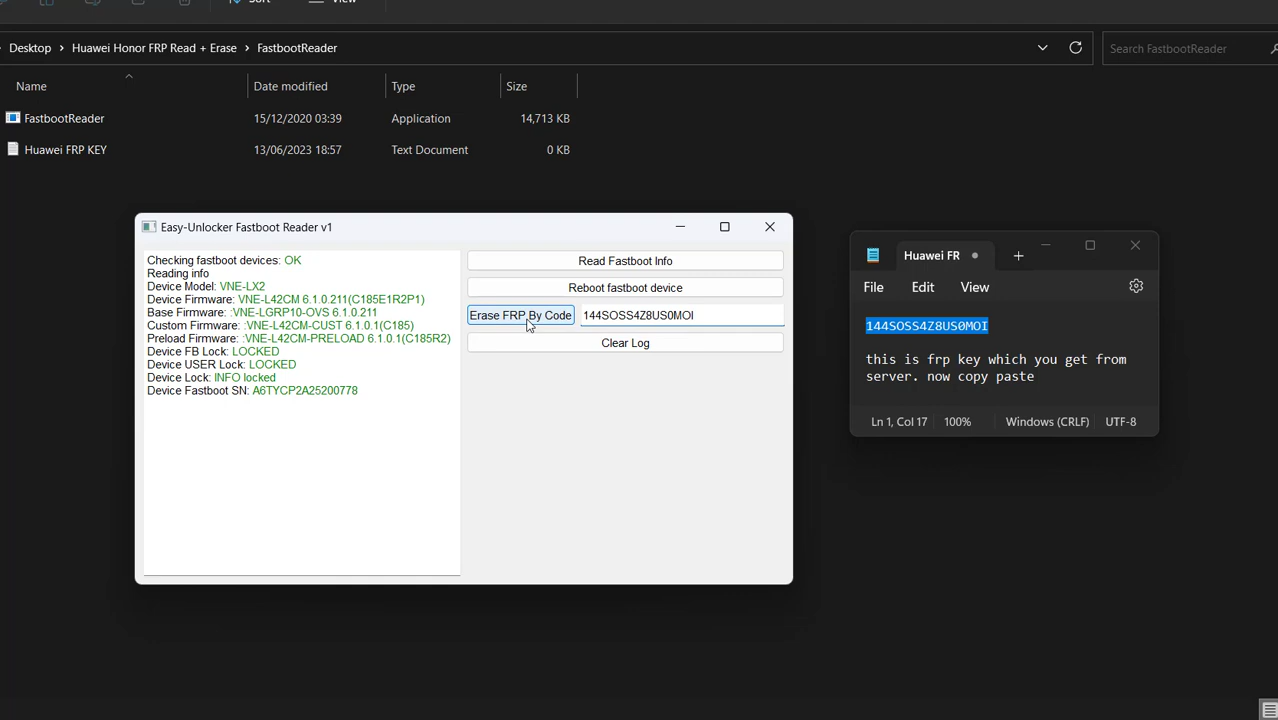 Sort
View
Desktop > Huawei Honor FRP Read + Erase > FastbootReader
Search FastbootReader
Name Date modified Type Size
FastbootReader 15/12/2020 03:39 Application 14,713 KB
Huawei FRP KEY 13/06/2023 18:57 Text Document 0 KB
Easy-Unlocker Fastboot Reader v1
Checking fastboot devices: OK
Reading info
Device Model: VNE-LX2
Device Firmware: VNE-L42CM 6.1.0.211(C185E1R2P1)
Base Firmware: :VNE-LGRP10-OVS 6.1.0.211
Custom Firmware: :VNE-L42CM-CUST 6.1.0.1(C185)
Preload Firmware: :VNE-L42CM-PRELOAD 6.1.0.1(C185R2)
Device FB Lock: LOCKED
Device USER Lock: LOCKED
Device Lock: INFO locked
Device Fastboot SN: A6TYCP2A25200778
Read Fastboot Info
Reboot fastboot device
Erase FRP By Code 144SOSS4Z8US0MOI
Clear Log
Huawei FR
File Edit View
144SOSS4Z8US0MOI
this is frp key which you get from
server. now copy paste
Ln 1, Col 17 100% Windows (CRLF) UTF-8